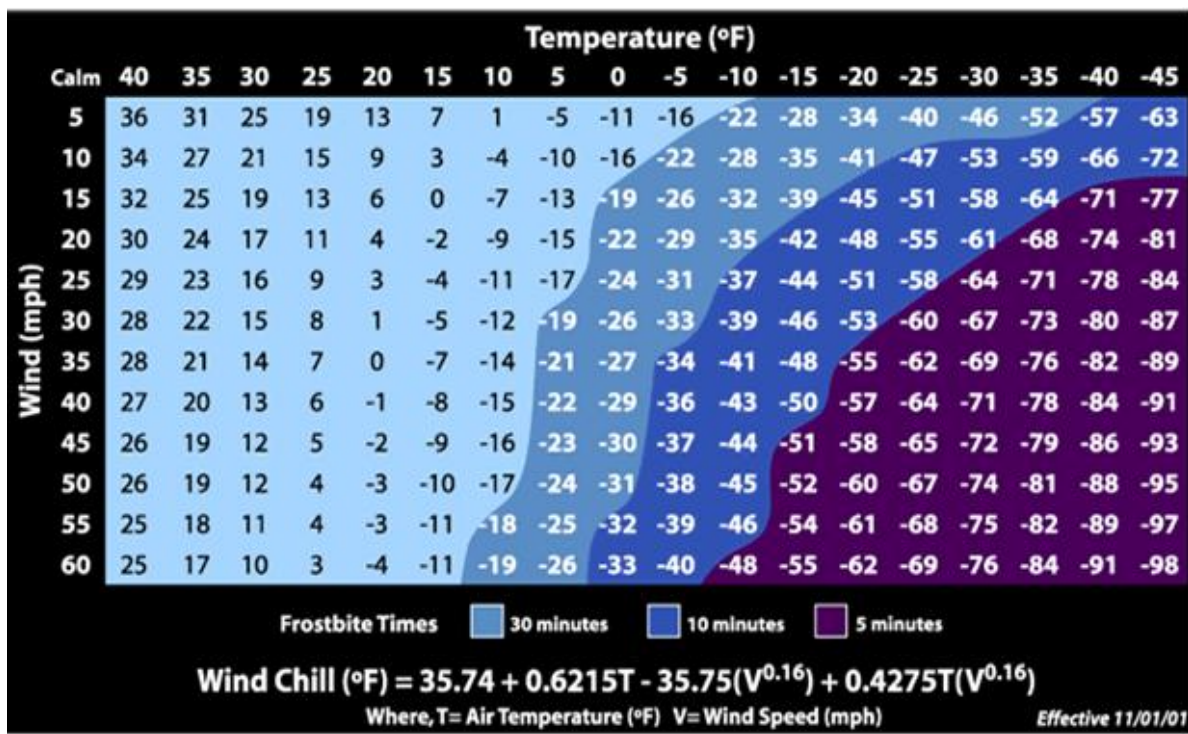 Temperature (ºF)
Calm 40 35 30 25 20 15 10 5 0 -5 -10 -15 -20 -25 -30 -35 -40 -45
5 36 31 25 19 13 7 1 -5 -11 -16 -22 -28 -34 -40 -46 -52 -57 -63
10 34 27 21 15 9 3 -4 -10 -16 -22 -28 -35 -41 -47 -53 -59 -66 -72
15 32 25 19 13 6 0 -7 -13 -19 -26 -32 -39 -45 -51 -58 -64 -71 -77
20 30 24 17 11 4 -2 -9 -15 -22 -29 -35 -42 -48 -55 -61 -68 -74 -81
25 29 23 16 9 3 -4 -11 -17 -24 -31 -37 -44 -51 -58 -64 -71 -78 -84
30 28 22 15 8 1 -5 -12 -19 -26 -33 -39 -46 -53 -60 -67 -73 -80 -87
35 28 21 14 7 0 -7 -14 -21 -27 -34 -41 -48 -55 -62 -69 -76 -82 -89
40 27 20 13 6 -1 -8 -15 -22 -29 -36 -43 -50 -57 -64 -71 -78 -84 -91
45 26 19 12 5 -2 -9 -16 -23 -30 -37 -44 -51 -58 -65 -72 -79 -86 -93
50 26 19 12 4 -3 -10 -17 -24 -31 -38 -45 -52 -60 -67 -74 -81 -88 -95
55 25 18 11 4 -3 -11 -18 -25 -32 -39 -46 -54 -61 -68 -75 -82 -89 -97
60 25 17 10 3 -4 -11 -19 -26 -33 -40 -48 -55 -62 -69 -76 -84 -91 -98
Wind (mph)
Frostbite Times 30 minutes 10 minutes 5 minutes
Wind Chill (ºF) = 35.74 + 0.6215T - 35.75(V^0.16) + 0.4275T(V^0.16)
Where, T= Air Temperature (ºF) V= Wind Speed (mph)
Effective 11/01/01